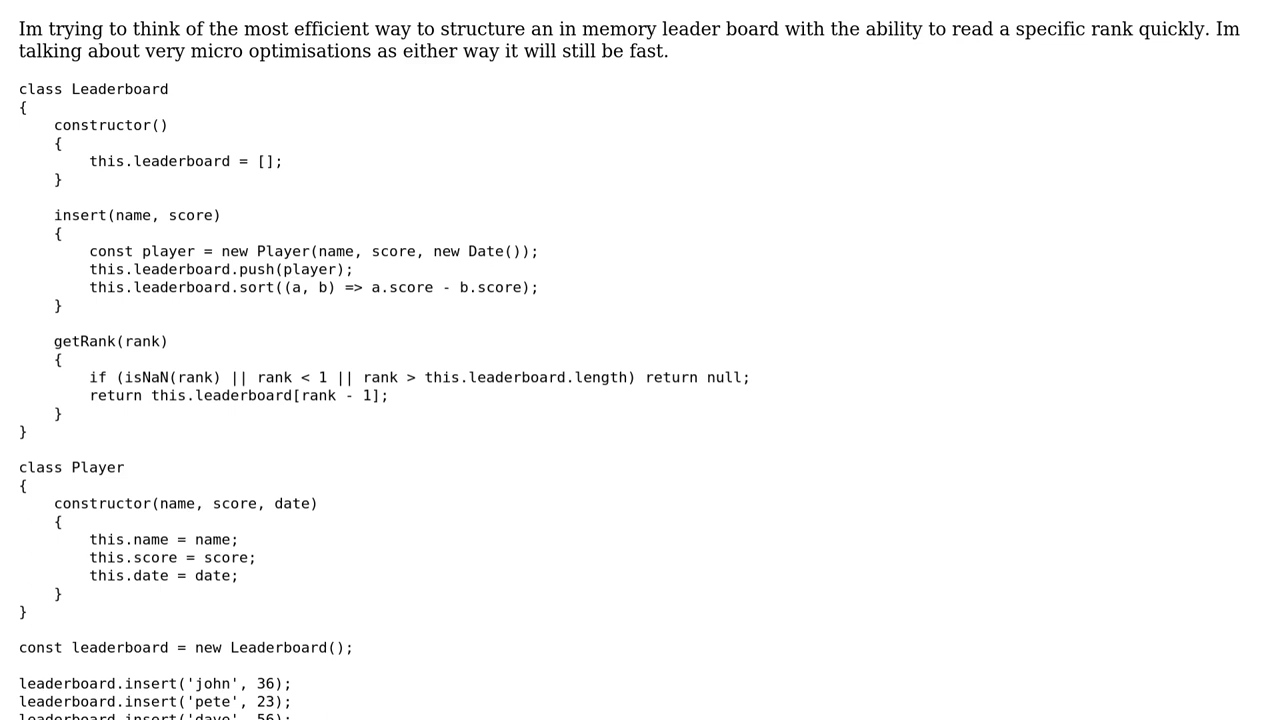 Im trying to think of the most efficient way to structure an in memory leader board with the ability to read a specific rank quickly. Im
talking about very micro optimisations as either way it will still be fast.
class Leaderboard
{
    constructor()
    {
        this.leaderboard = [];
    }

    insert(name, score)
    {
        const player = new Player(name, score, new Date());
        this.leaderboard.push(player);
        this.leaderboard.sort((a, b) => a.score - b.score);
    }

    getRank(rank)
    {
        if (isNaN(rank) || rank < 1 || rank > this.leaderboard.length) return null;
        return this.leaderboard[rank - 1];
    }
}

class Player
{
    constructor(name, score, date)
    {
        this.name = name;
        this.score = score;
        this.date = date;
    }
}

const leaderboard = new Leaderboard();

leaderboard.insert('john', 36);
leaderboard.insert('pete', 23);
leaderboard.insert('dave', 56);